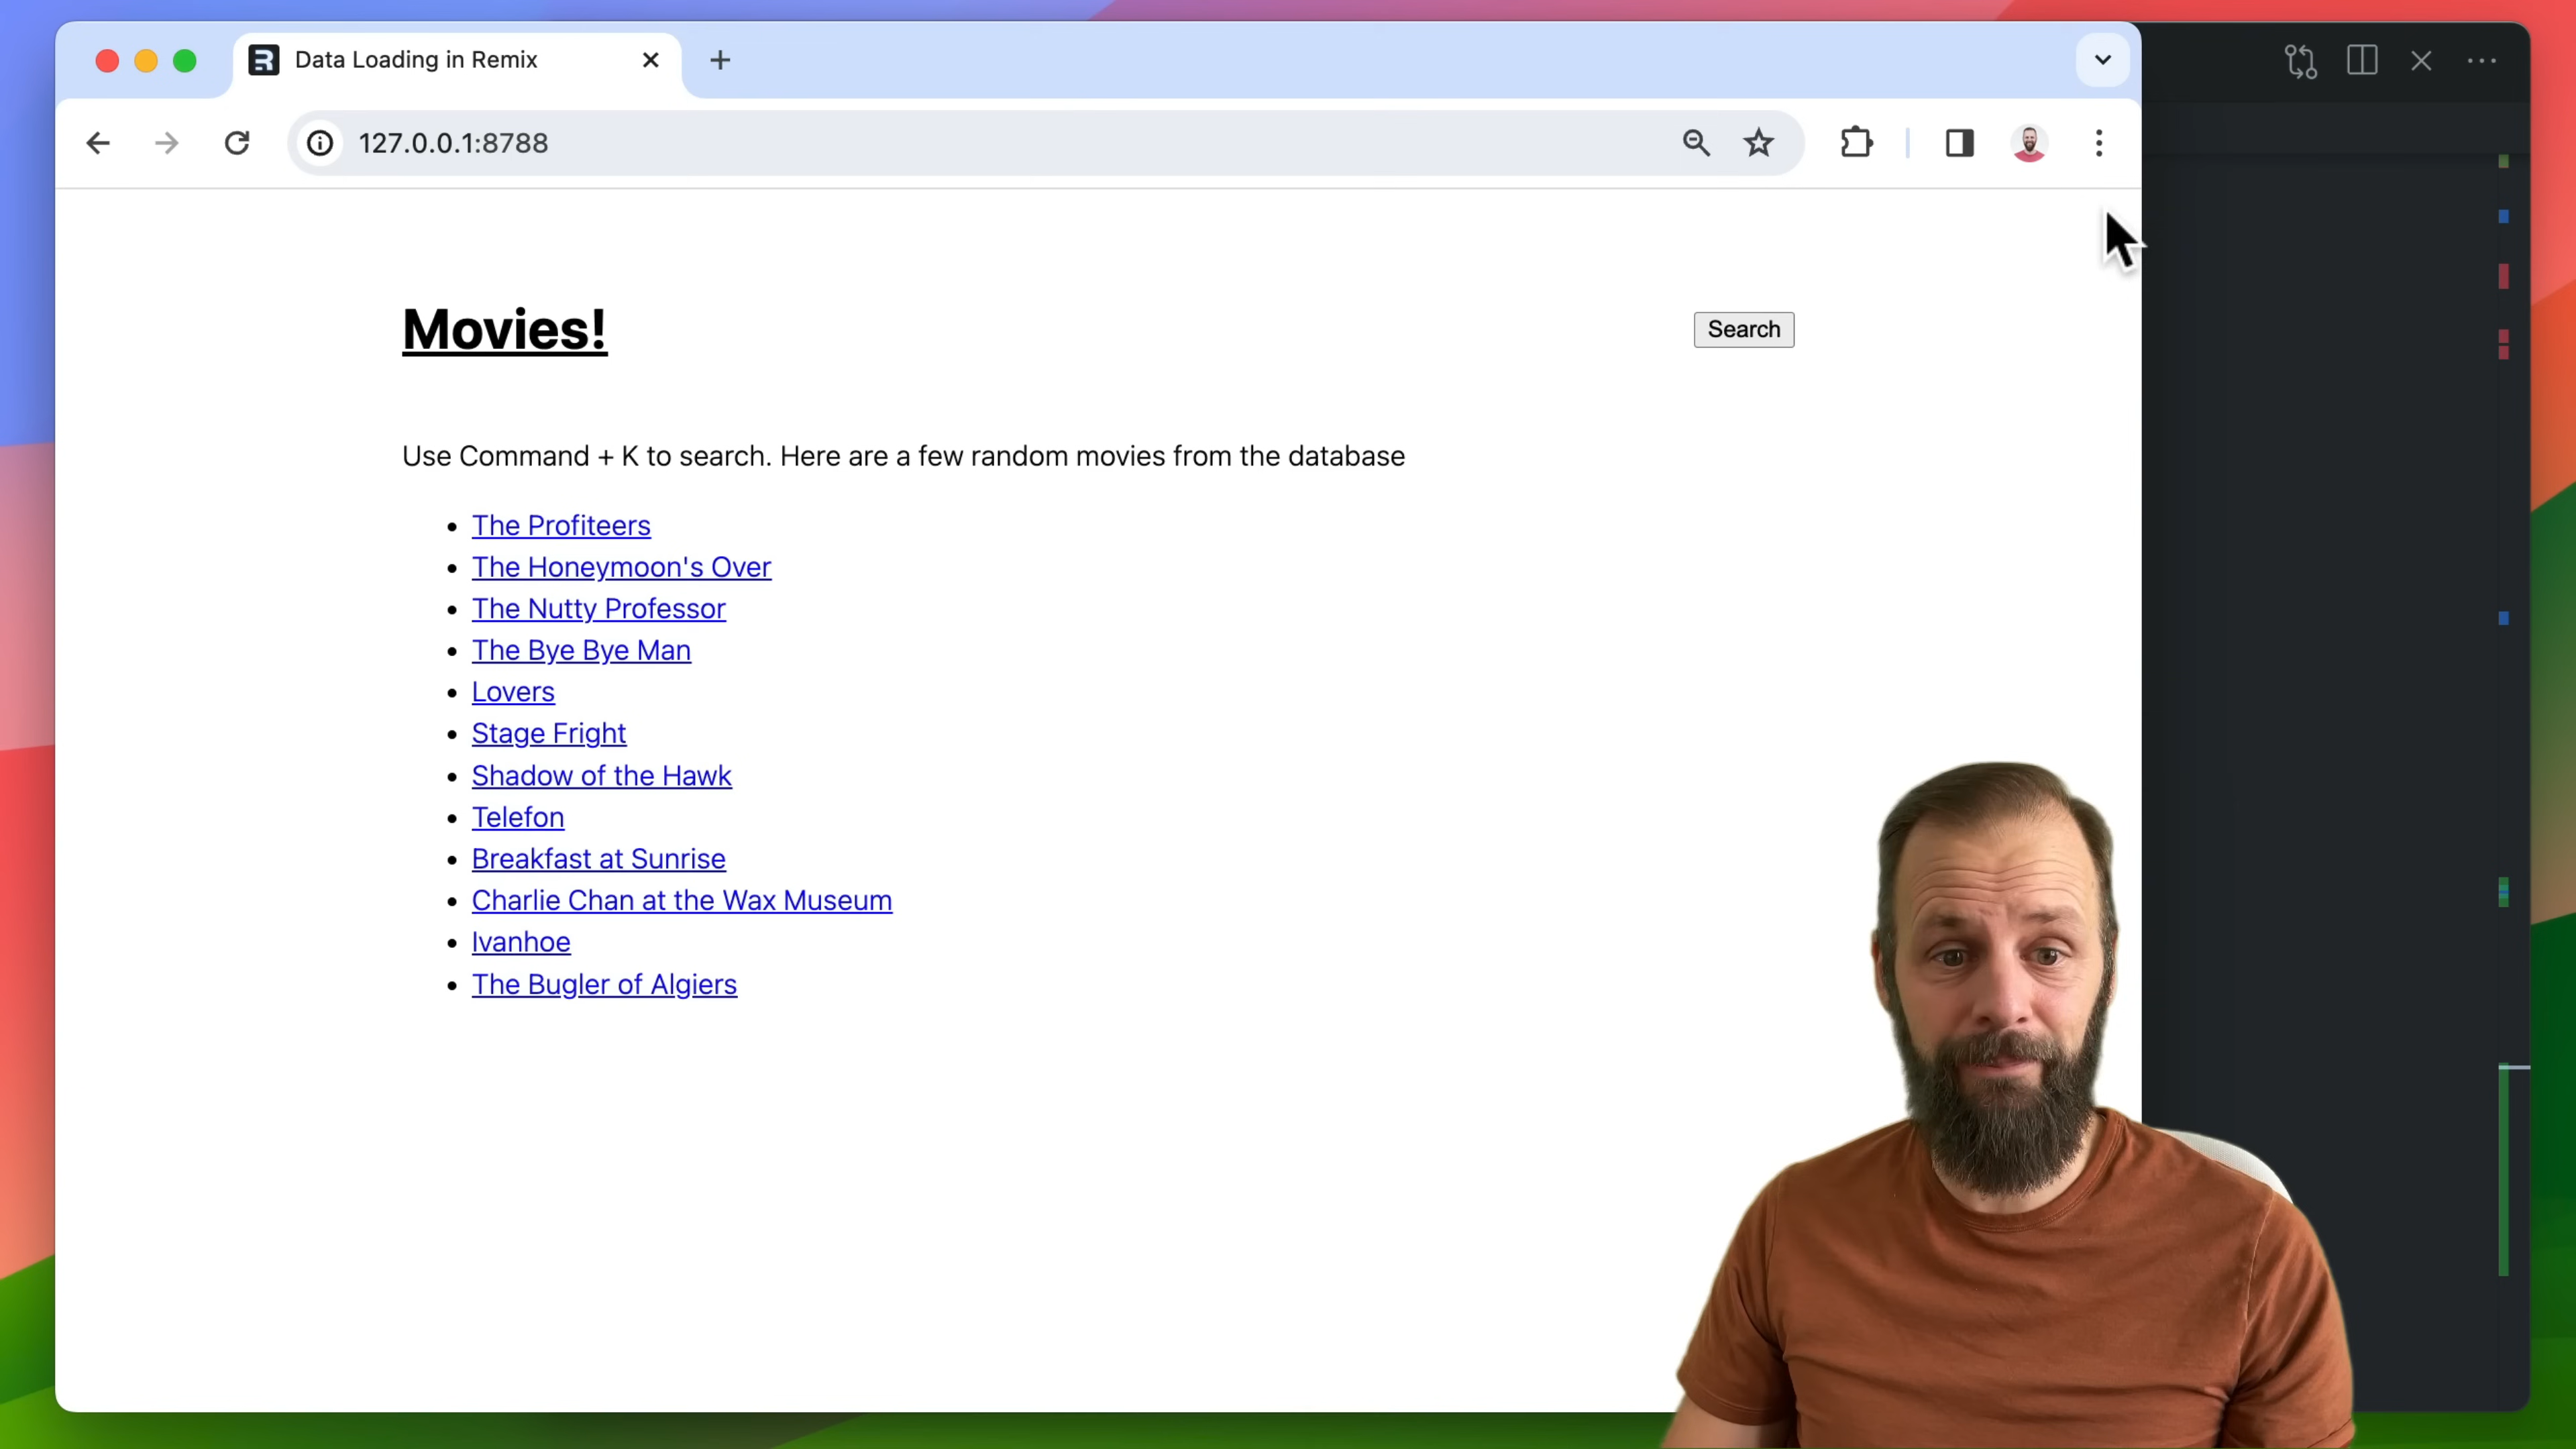 Data Loading in Remix
127.0.0.1:8788
Movies!
Search
Use Command + K to search. Here are a few random movies from the database
The Profiteers
The Honeymoon's Over
The Nutty Professor
The Bye Bye Man
Lovers
Stage Fright
Shadow of the Hawk
Telefon
Breakfast at Sunrise
Charlie Chan at the Wax Museum
Ivanhoe
The Bugler of Algiers